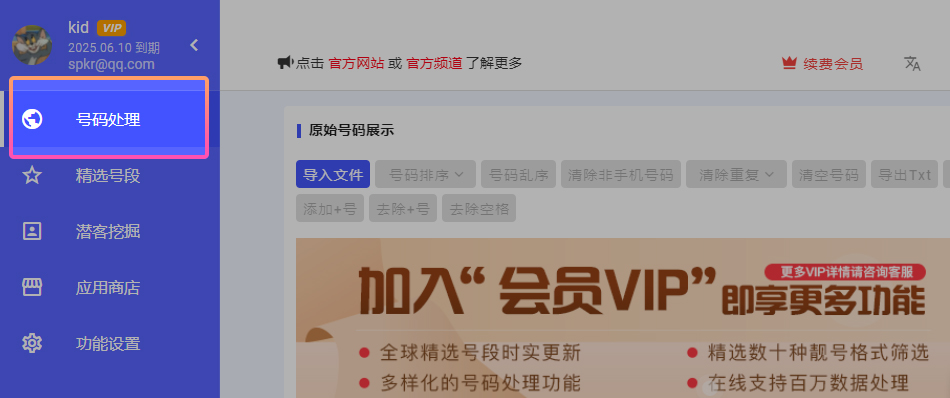 kid VIP
2025.06.10 到期
spkr@qq.com
号码处理
精选号段
潜客挖掘
应用商店
功能设置
点击 官方网站 或 官方频道 了解更多
续费会员
原始号码展示
导入文件 号码排序 号码乱序 清除非手机号码 清除重复 清空号码 导出Txt
添加+号 去除+号 去除空格
加入“会员VIP”
更多VIP详情请咨询客服
即享更多功能
全球精选号段时实更新
精选数十种靓号格式筛选
多样化的号码处理功能
在线支持百万数据处理